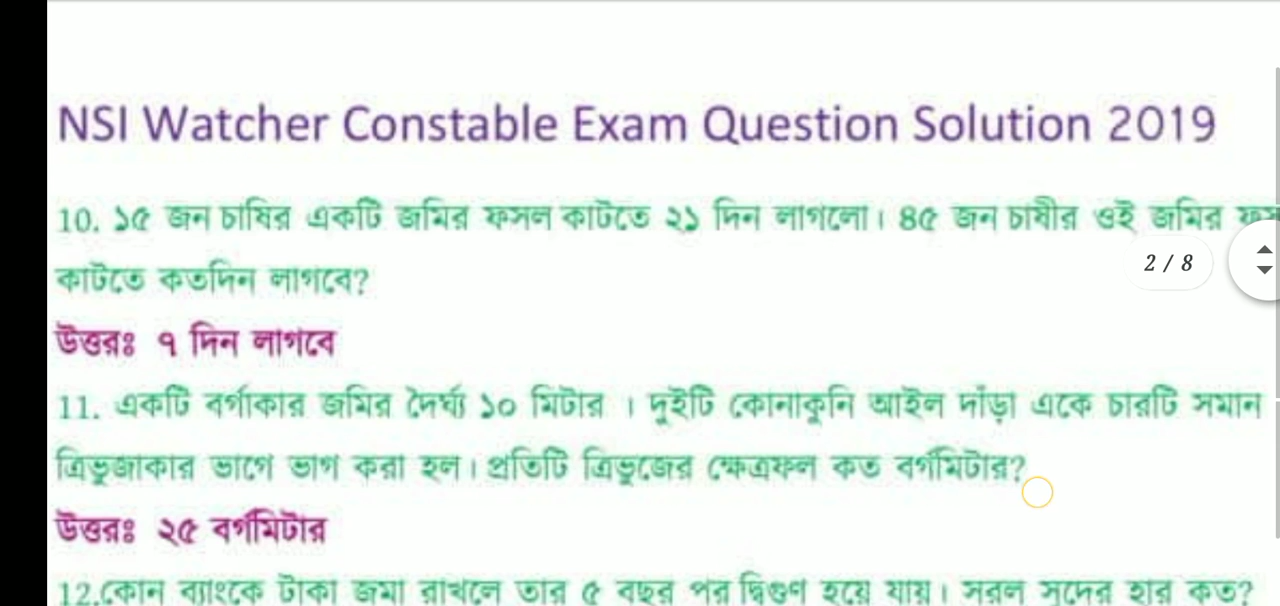 NSI Watcher Constable Exam Question Solution 2019
10. ১৫ জন চাষির একটি জমির ফসল কাটতে ২১ দিন লাগলো। ৪৫ জন চাষীর ওই জমির
2 / 8
কাটতে কতদিন লাগবে?
উত্তরঃ ৭ দিন লাগবে
11. একটি বর্গাকার জমির দৈর্ঘ্য ১০ মিটার । দুইটি কোনাকুনি আইল দাঁড়া একে চারটি সমান
ত্রিভুজাকার ভাগে ভাগ করা হল। প্রতিটি ত্রিভুজের ক্ষেত্রফল কত বর্গমিটার?
উত্তরঃ ২৫ বর্গমিটার
12.কোন ব্যাংকে টাকা জমা রাখলে তার ৫ বছর পর দ্বিগুণ হয়ে যায়। সরল সুদের হার কত?